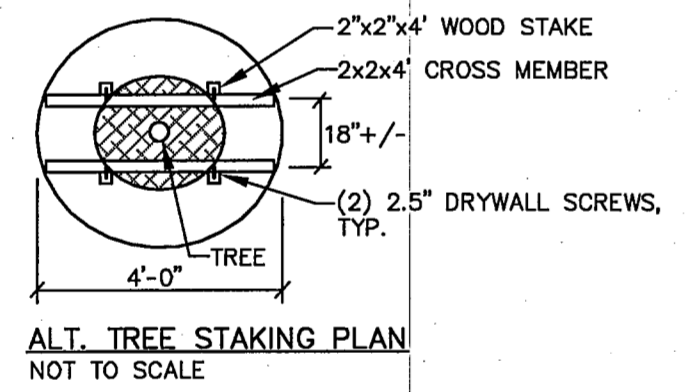 2"x2"x4' WOOD STAKE
2x2x4' CROSS MEMBER
18"+/-
(2) 2.5" DRYWALL SCREWS,
TYP.
TREE
4'-0"
ALT. TREE STAKING PLAN
NOT TO SCALE